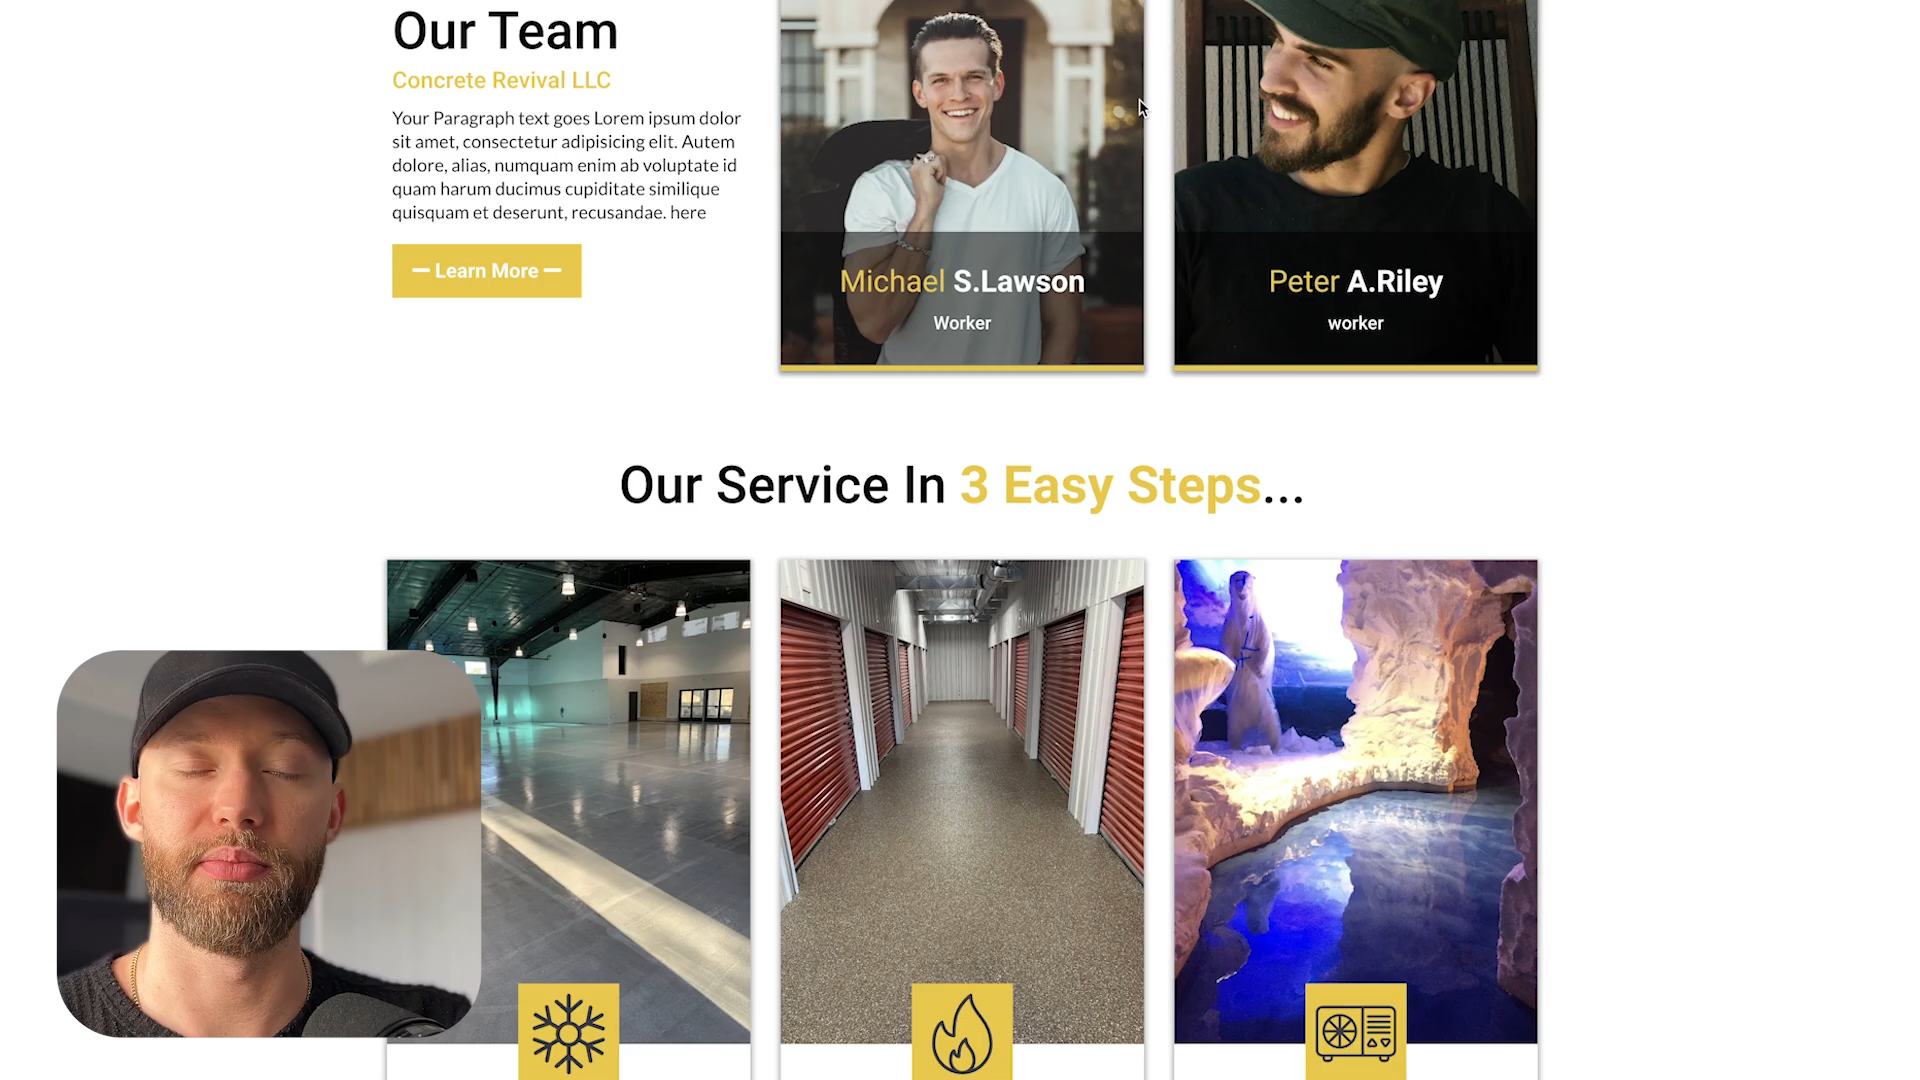 Our Team
Concrete Revival LLC
Your Paragraph text goes Lorem ipsum dolor
sit amet, consectetur adipisicing elit. Autem
dolore, alias, numquam enim ab voluptate id
quam harum ducimus cupiditate similique
quisquam et deserunt, recusandae. here
— Learn More —
Michael S.Lawson
Worker
Peter A.Riley
worker
Our Service In 3 Easy Steps...